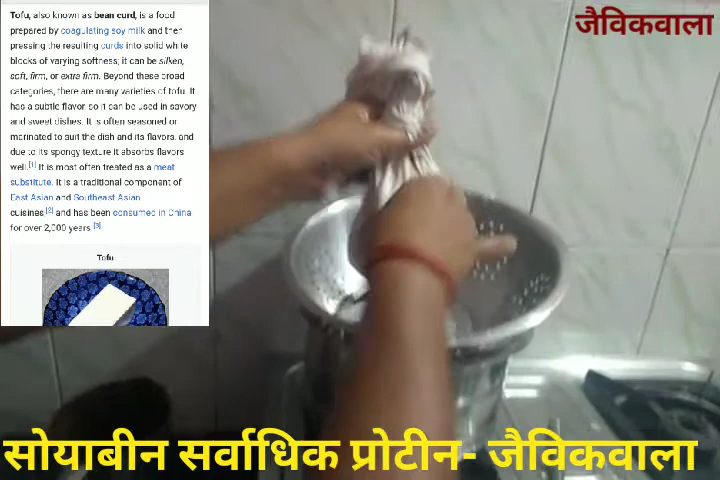 जैविकवाला
Tofu, also known as bean curd, is a food
prepared by coagulating soy milk and then
pressing the resulting curds into solid white
blocks of varying softness; it can be silken,
soft, firm, or extra firm. Beyond these broad
categories, there are many varieties of tofu. It
has a subtle flavor, so it can be used in savory
and sweet dishes. It is often seasoned or
marinated to suit the dish and its flavors, and
due to its spongy texture it absorbs flavors
well.[1] It is most often treated as a meat
substitute. It is a traditional component of
East Asian and Southeast Asian
cuisines,[2] and has been consumed in China
for over 2,000 years.[3]
Tofu
सोयाबीन सर्वाधिक प्रोटीन- जैविकवाला